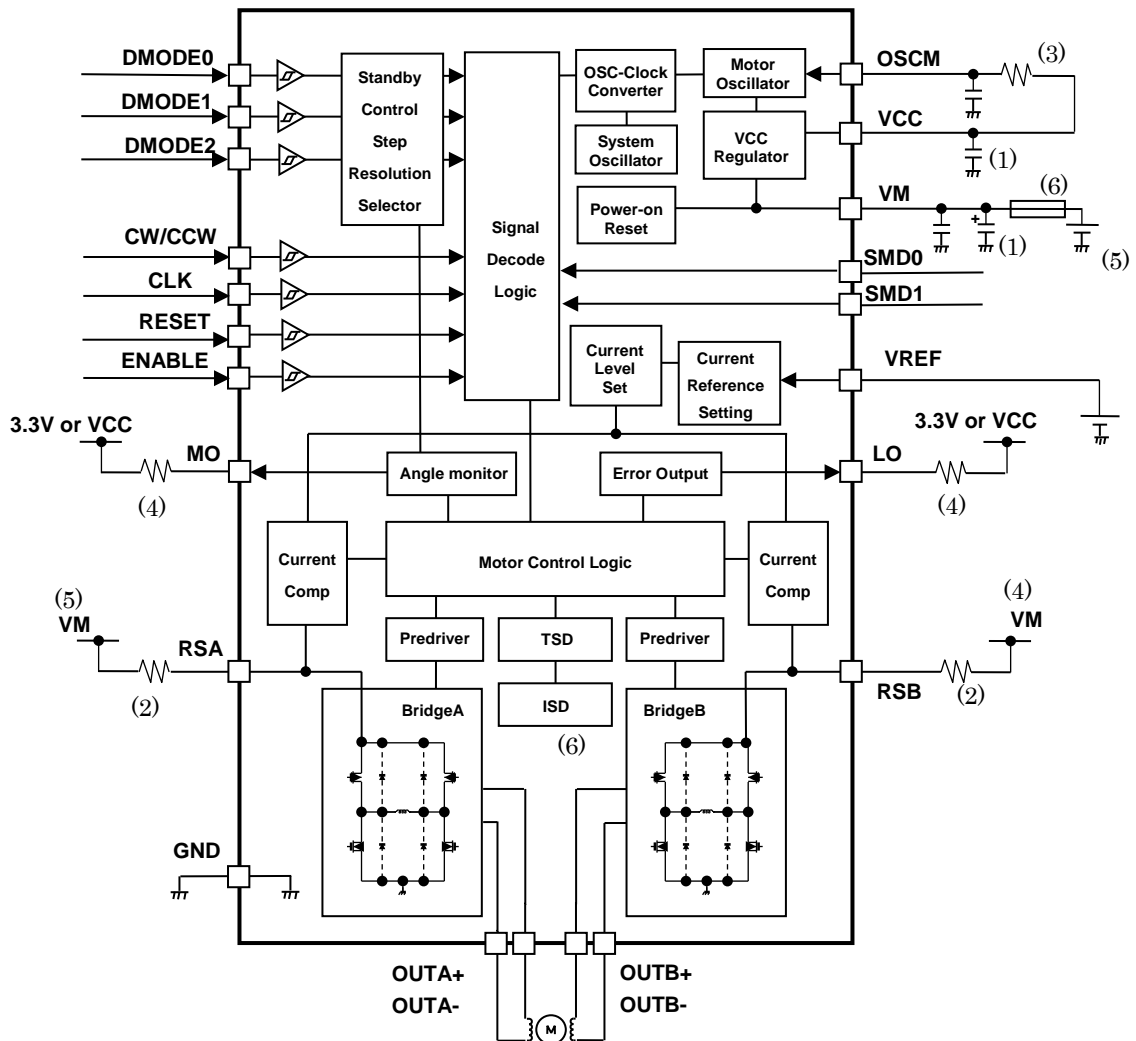 DMODE0
DMODE1
DMODE2
CW/CCW
CLK
RESET
ENABLE
3.3V or VCC
MO
(4)
(5)
VM
RSA
(2)
GND
Standby
Control
Step
Resolution
Selector
Signal
Decode
Logic
OSC-Clock
Converter
System
Oscillator
Motor
Oscillator
VCC
Regulator
Power-on
Reset
Current
Level
Set
Current
Reference
Setting
Angle monitor
Error Output
Current
Comp
Motor Control Logic
Current
Comp
Predriver
TSD
Predriver
ISD
(6)
BridgeA
BridgeB
OSCM
(3)
VCC
(1)
VM
(6)
+
(1)
(5)
SMD0
SMD1
VREF
3.3V or VCC
LO
(4)
(4)
VM
RSB
(2)
OUTA+
OUTA-
OUTB+
OUTB-
M